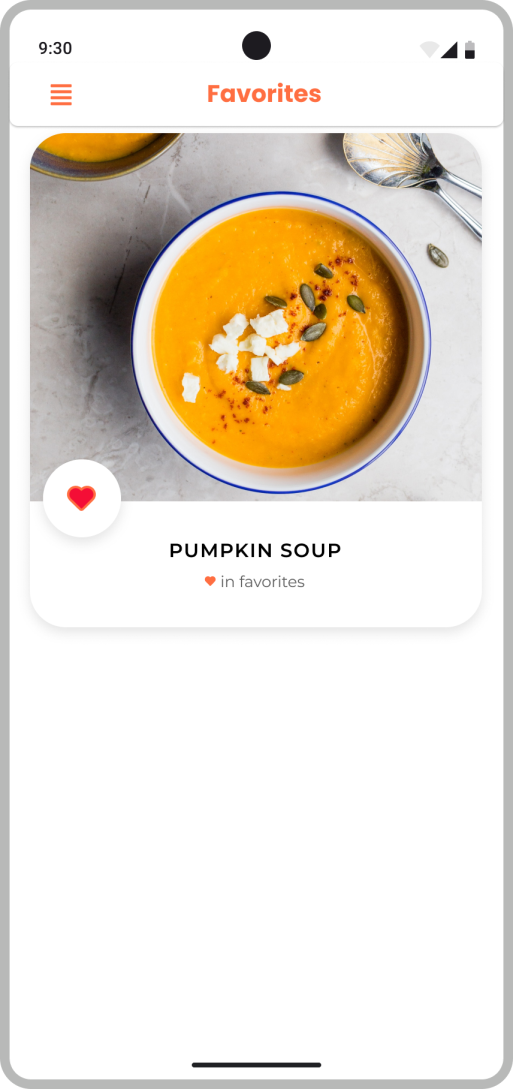 9:30
Favorites
PUMPKIN SOUP
in favorites